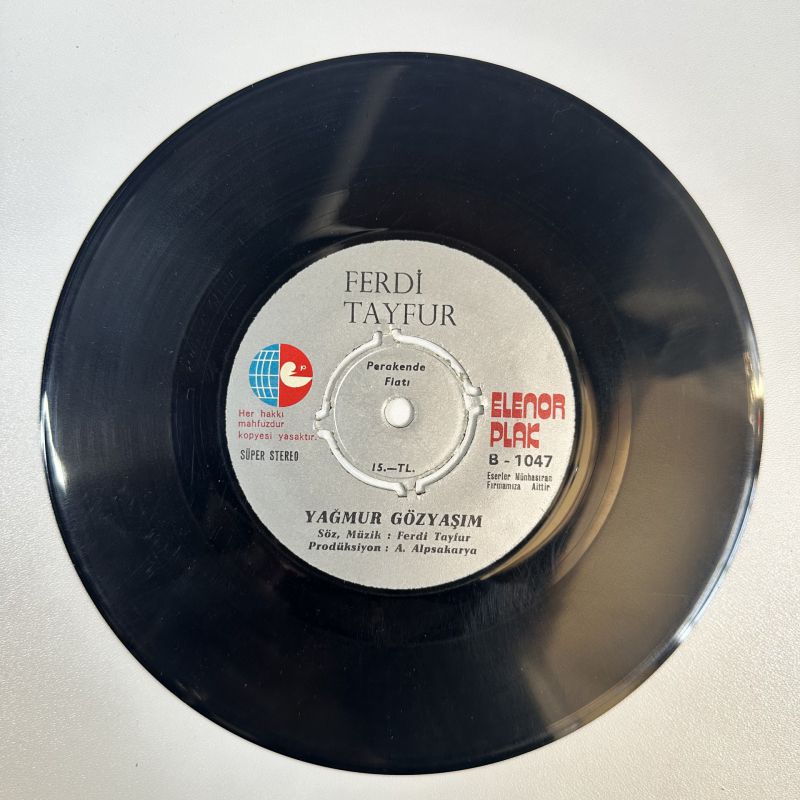 FERDİ
TAYFUR
Perakende
Fiatı
Her hakkı
mahfuzdur
kopyesi yasaktır.
SÜPER STEREO
ELENOR
PLAK
B - 1047
Eserler Münhasıran
Firmamıza Aittir
15.—TL.
YAĞMUR GÖZYAŞIM
Söz, Müzik : Ferdi Tayfur
Prodüksiyon : A. Alpsakarya